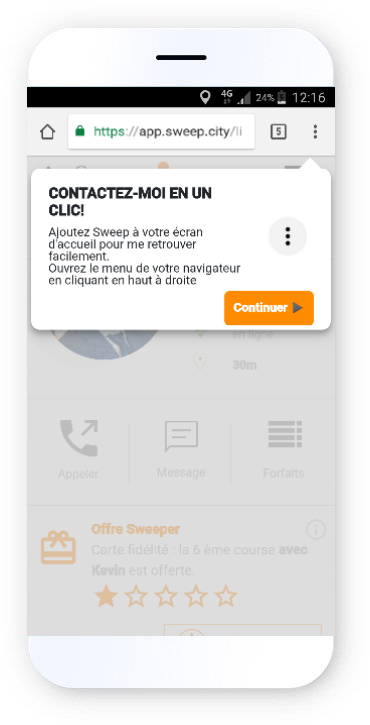 4G 24% 12:16
https://app.sweep.city/li 5
CONTACTEZ-MOI EN UN
CLIC!
Ajoutez Sweep à votre écran
d'accueil pour me retrouver
facilement.
Ouvrez le menu de votre navigateur
en cliquant en haut à droite
Continuer
en ligne
30m
Appeler Message Forfaits
Offre Sweeper
Carte fidélité : la 6 ème course avec
Kevin est offerte.